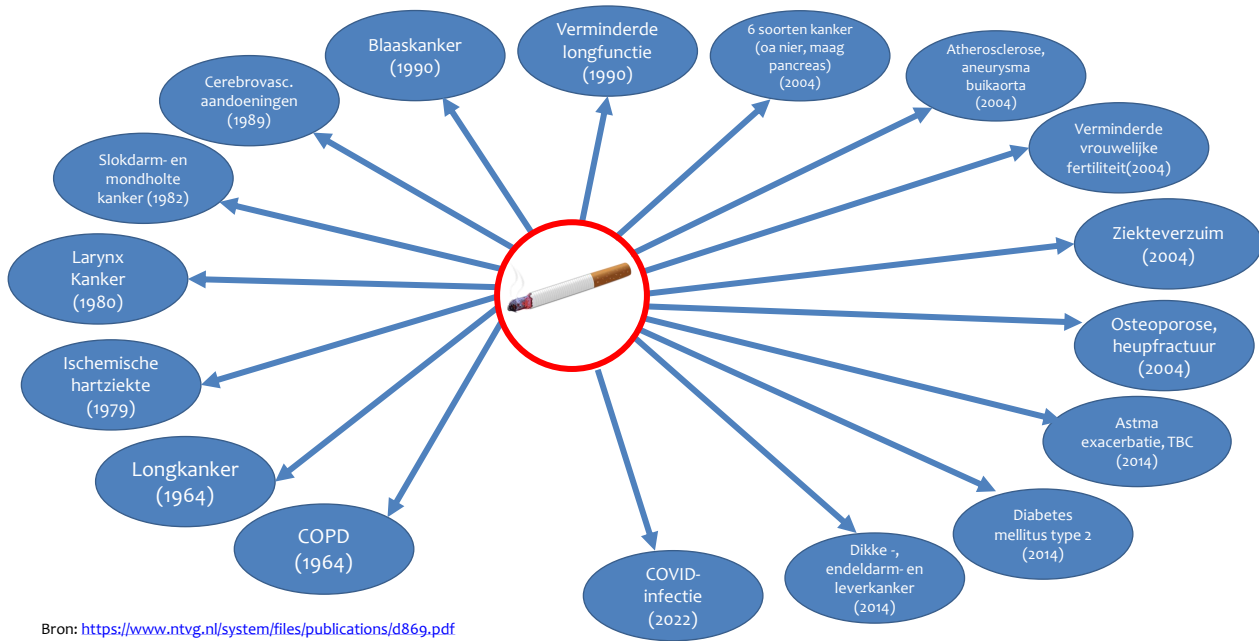 Blaaskanker
(1990)
Verminderde
longfunctie
(1990)
6 soorten kanker
(oa nier, maag
pancreas)
(2004)
Atherosclerose,
aneurysma
buikaorta
(2004)
Cerebrovasc.
aandoeningen
(1989)
Verminderde
vrouwelijke
fertiliteit(2004)
Slokdarm- en
mondholte
kanker (1982)
Ziekteverzuim
(2004)
Larynx
Kanker
(1980)
Osteoporose,
heupfractuur
(2004)
Ischemische
hartziekte
(1979)
Astma
exacerbatie, TBC
(2014)
Longkanker
(1964)
Diabetes
mellitus type 2
(2014)
COPD
(1964)
Dikke -,
endeldarm- en
leverkanker
(2014)
COVID-
infectie
(2022)
Bron: https://www.ntvg.nl/system/files/publications/d869.pdf